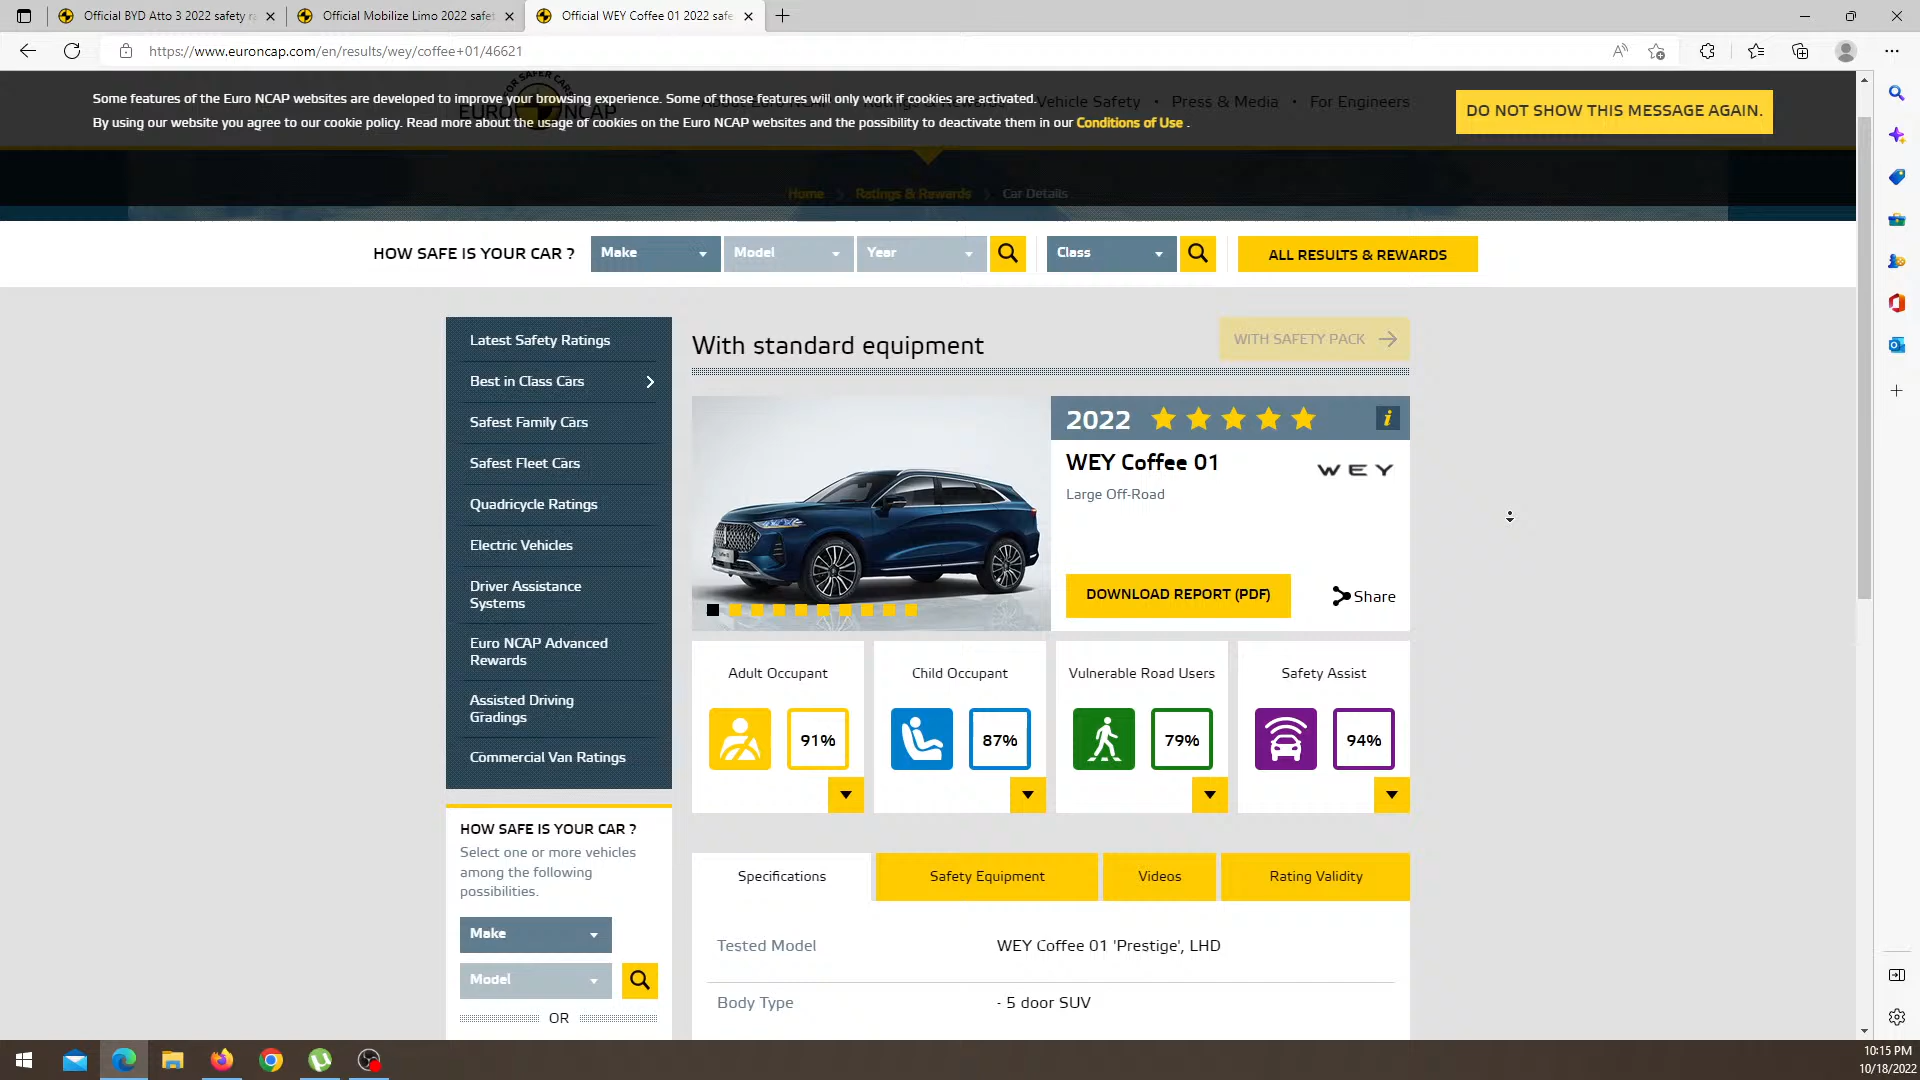 Official BYD Atto 3 2022 safety r
Official Mobilize Limo 2022 safet
Official WEY Coffee 01 2022 safe
https://www.euroncap.com/en/results/wey/coffee+01/46621
FOR SAFER CARS
EURO NCAP
Vehicle Safety
Press & Media
For Engineers
Some features of the Euro NCAP websites are developed to improve your browsing experience. Some of those features will only work if cookies are activated.
By using our website you agree to our cookie policy. Read more about the usage of cookies on the Euro NCAP websites and the possibility to deactivate them in our Conditions of Use .
DO NOT SHOW THIS MESSAGE AGAIN.
Home
Ratings & Rewards
Car Details
HOW SAFE IS YOUR CAR ?
Make
Model
Year
Class
ALL RESULTS & REWARDS
Latest Safety Ratings
Best in Class Cars
Safest Family Cars
Safest Fleet Cars
Quadricycle Ratings
Electric Vehicles
Driver Assistance
Systems
Euro NCAP Advanced
Rewards
Assisted Driving
Gradings
Commercial Van Ratings
HOW SAFE IS YOUR CAR ?
Select one or more vehicles
among the following
possibilities.
Make
Model
OR
With standard equipment
WITH SAFETY PACK
2022
i
WEY Coffee 01
WEY
Large Off-Road
DOWNLOAD REPORT (PDF)
Share
Adult Occupant
91%
Child Occupant
87%
Vulnerable Road Users
79%
Safety Assist
94%
Specifications
Safety Equipment
Videos
Rating Validity
Tested Model
WEY Coffee 01 'Prestige', LHD
Body Type
- 5 door SUV
10:15 PM
10/18/2022